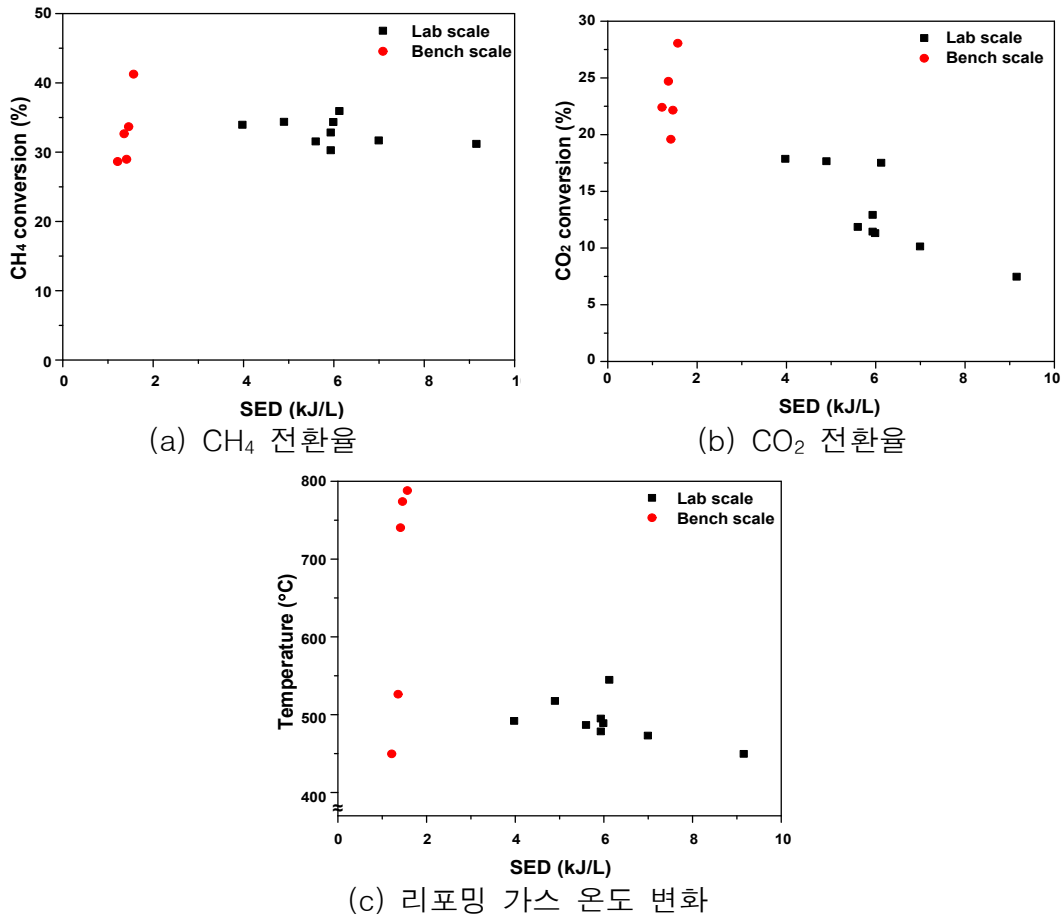 50
40
30
20
10
0
CH₄ conversion (%)
Lab scale
Bench scale
0 2 4 6 8 10
SED (kJ/L)
(a) CH₄ 전환율
30
25
20
15
10
5
0
CO₂ conversion (%)
Lab scale
Bench scale
0 2 4 6 8 10
SED (kJ/L)
(b) CO₂ 전환율
800
700
600
500
400
Temperature (°C)
Lab scale
Bench scale
0 2 4 6 8 10
SED (kJ/L)
(c) 리포밍 가스 온도 변화